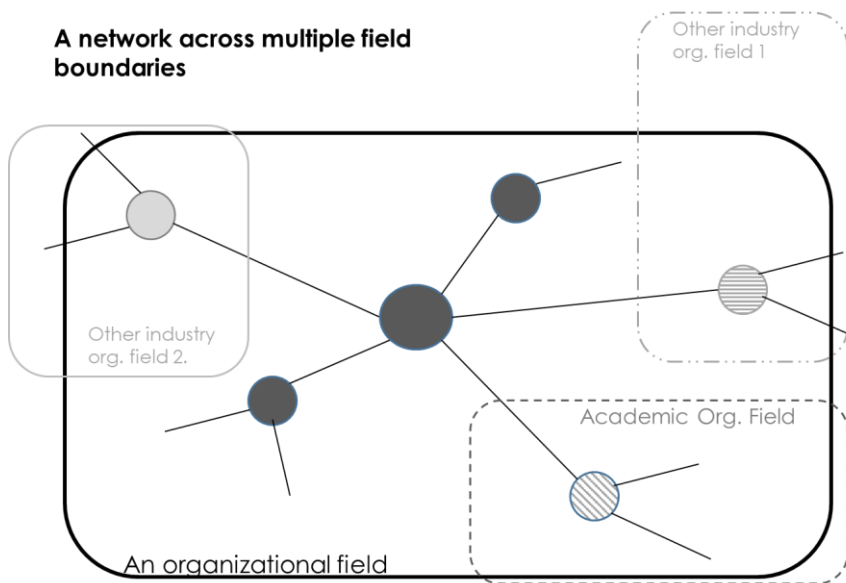 A network across multiple field
boundaries
Other industry
org. field 1
Other industry
org. field 2.
Academic Org. Field
An organizational field